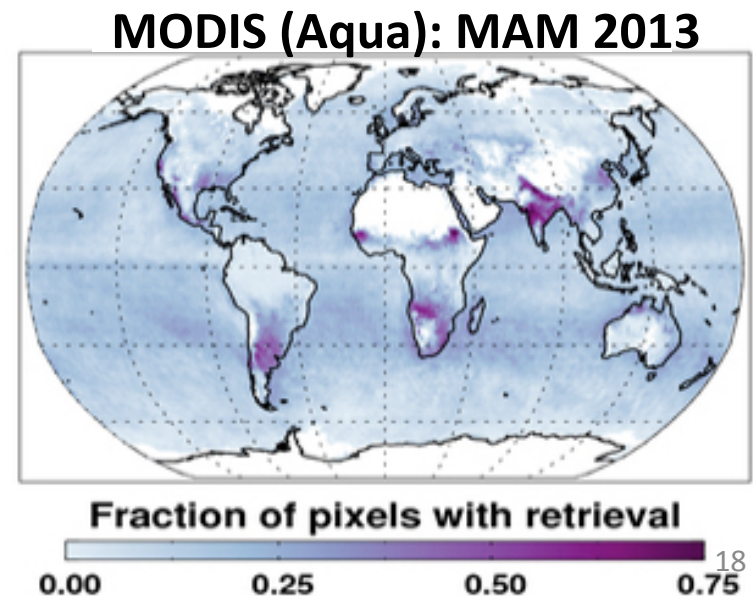 MODIS (Aqua): MAM 2013
Fraction of pixels with retrieval
18
0.00 0.25 0.50 0.75